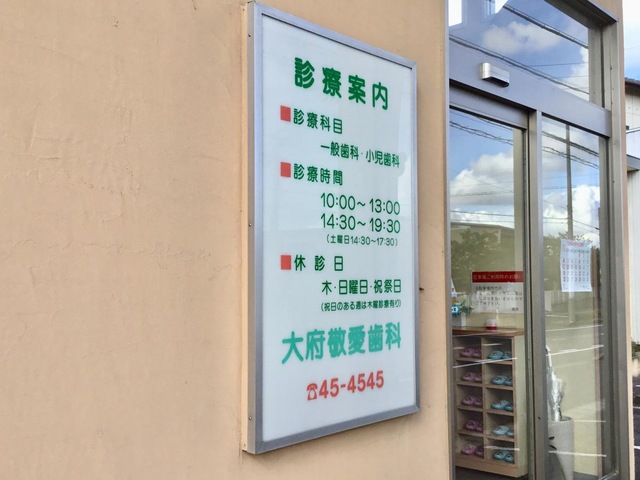 診療案内
■診療科目
一般歯科・小児歯科
■診療時間
10:00～13:00
14:30～19:30
(土曜日14:30～17:30)
■休診日
木・日曜日・祝祭日
(祝日のある週は木曜診療有り)
大府敬愛歯科
☎45-4545